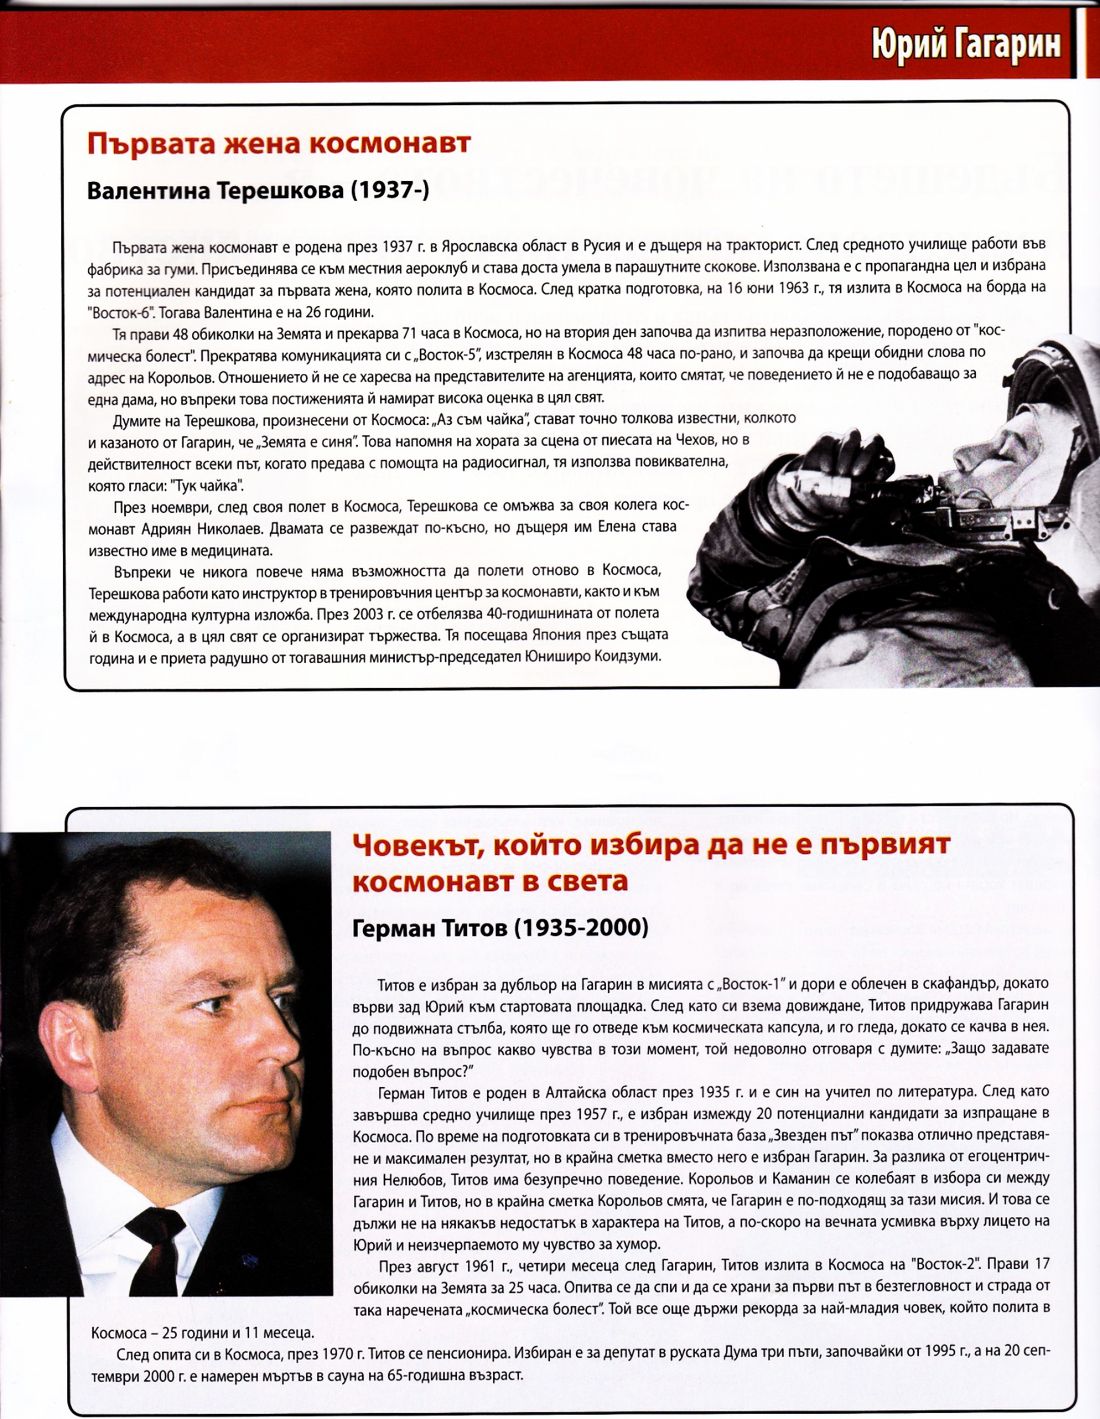 Юрий Гагарин
Първата жена космонавт
Валентина Терешкова (1937-)
Първата жена космонавт е родена през 1937 г. в Ярославска област в Русия и е дъщеря на тракторист. След средното училище работи във
фабрика за гуми. Присъединява се към местния аероклуб и става доста умела в парашутните скокове. Използвана е с пропагандна цел и избрана
за потенциален кандидат за първата жена, която полита в Космоса. След кратка подготовка, на 16 юни 1963 г., тя излита в Космоса на борда на
"Восток-6". Тогава Валентина е на 26 години.
Тя прави 48 обиколки на Земята и прекарва 71 часа в Космоса, но на втория ден започва да изпитва неразположение, породено от "кос-
мическа болест". Прекратява комуникацията си с „Восток-5”, изстрелян в Космоса 48 часа по-рано, и започва да крещи обидни слова по
адрес на Корольов. Отношението й не се харесва на представителите на агенцията, които смятат, че поведението й не е подобаващо за
една дама, но въпреки това постиженията й намират висока оценка в цял свят.
Думите на Терешкова, произнесени от Космоса: „Аз съм чайка”, стават точно толкова известни, колкото
и казаното от Гагарин, че „Земята е синя”. Това напомня на хората за сцена от пиесата на Чехов, но в
действителност всеки път, когато предава с помощта на радиосигнал, тя използва повиквателна,
която гласи: "Тук чайка".
През ноември, след своя полет в Космоса, Терешкова се омъжва за своя колега кос-
монавт Адриян Николаев. Двамата се развеждат по-късно, но дъщеря им Елена става
известно име в медицината.
Въпреки че никога повече няма възможността да полети отново в Космоса,
Терешкова работи като инструктор в тренировъчния център за космонавти, както и към
международна културна изложба. През 2003 г. се отбелязва 40-годишнината от полета
й в Космоса, а в цял свят се организират тържества. Тя посещава Япония през същата
година и е приета радушно от тогавашния министър-председател Юниширо Коидзуми.
Човекът, който избира да не е първият
космонавт в света
Герман Титов (1935-2000)
Титов е избран за дубльор на Гагарин в мисията с „Восток-1” и дори е облечен в скафандър, докато
върви зад Юрий към стартовата площадка. След като си взема довиждане, Титов придружава Гагарин
до подвижната стълба, която ще го отведе към космическата капсула, и го гледа, докато се качва в нея.
По-късно на въпрос какво чувства в този момент, той недоволно отговаря с думите: „Защо задавате
подобен въпрос?”
Герман Титов е роден в Алтайска област през 1935 г. и е син на учител по литература. След като
завършва средно училище през 1957 г., е избран измежду 20 потенциални кандидати за изпращане в
Космоса. По време на подготовката си в тренировъчната база „Звезден път” показва отлично представя-
не и максимален резултат, но в крайна сметка вместо него е избран Гагарин. За разлика от егоцентрич-
ния Нелюбов, Титов има безупречно поведение. Корольов и Каманин се колебаят в избора си между
Гагарин и Титов, но в крайна сметка Корольов смята, че Гагарин е по-подходящ за тази мисия. И това се
дължи не на някакъв недостатък в характера на Титов, а по-скоро на вечната усмивка върху лицето на
Юрий и неизчерпаемото му чувство за хумор.
През август 1961 г., четири месеца след Гагарин, Титов излита в Космоса на "Восток-2". Прави 17
обиколки на Земята за 25 часа. Опитва се да спи и да се храни за първи път в безтегловност и страда от
така наречената „космическа болест”. Той все още държи рекорда за най-младия човек, който полита в
Космоса – 25 години и 11 месеца.
След опита си в Космоса, през 1970 г. Титов се пенсионира. Избиран е за депутат в руската Дума три пъти, започвайки от 1995 г., а на 20 сеп-
тември 2000 г. е намерен мъртъв в сауна на 65-годишна възраст.